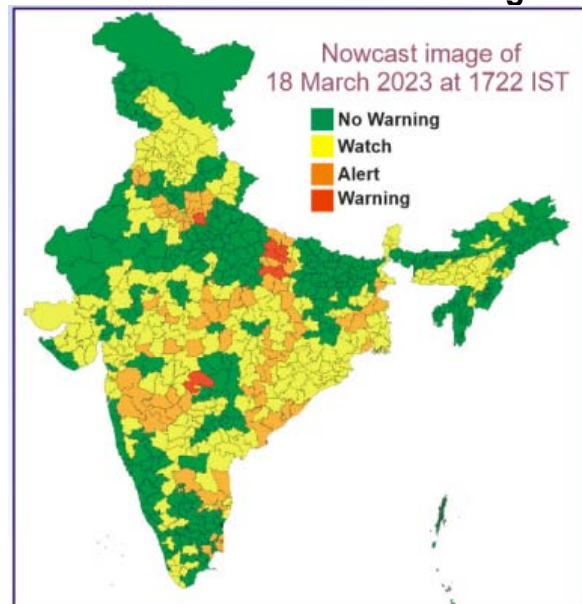 Nowcast image of
18 March 2023 at 1722 IST
No Warning
Watch
Alert
Warning